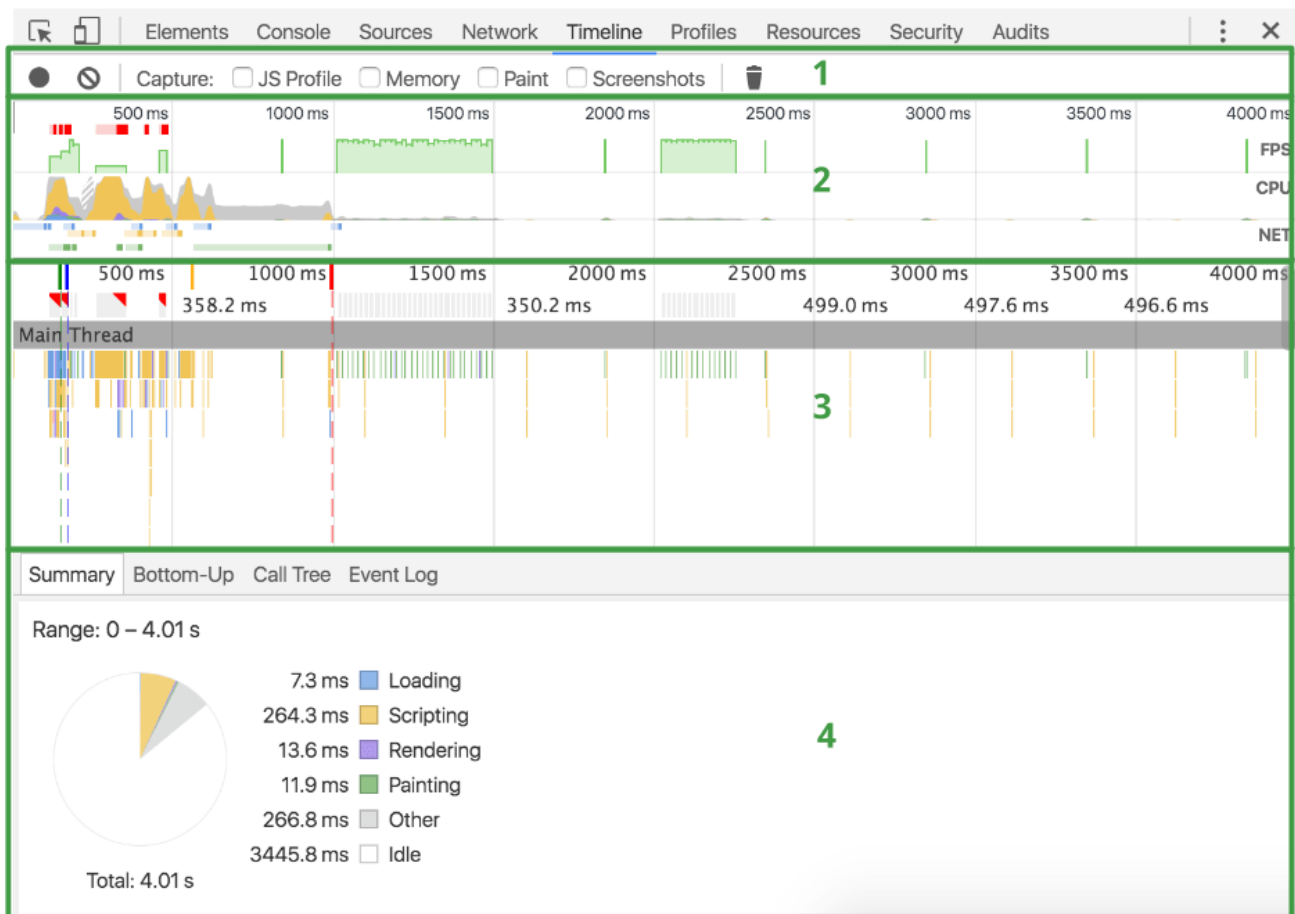 Elements Console Sources Network Timeline Profiles Resources Security Audits
Capture: JS Profile Memory Paint Screenshots 1
500 ms 1000 ms 1500 ms 2000 ms 2500 ms 3000 ms 3500 ms 4000 ms
FPS
2
CPU
NET
500 ms 1000 ms 1500 ms 2000 ms 2500 ms 3000 ms 3500 ms 4000 ms
358.2 ms 350.2 ms 499.0 ms 497.6 ms 496.6 ms
Main Thread
3
Summary Bottom-Up Call Tree Event Log
Range: 0 – 4.01 s
7.3 ms Loading
264.3 ms Scripting
4
13.6 ms Rendering
11.9 ms Painting
266.8 ms Other
3445.8 ms Idle
Total: 4.01 s